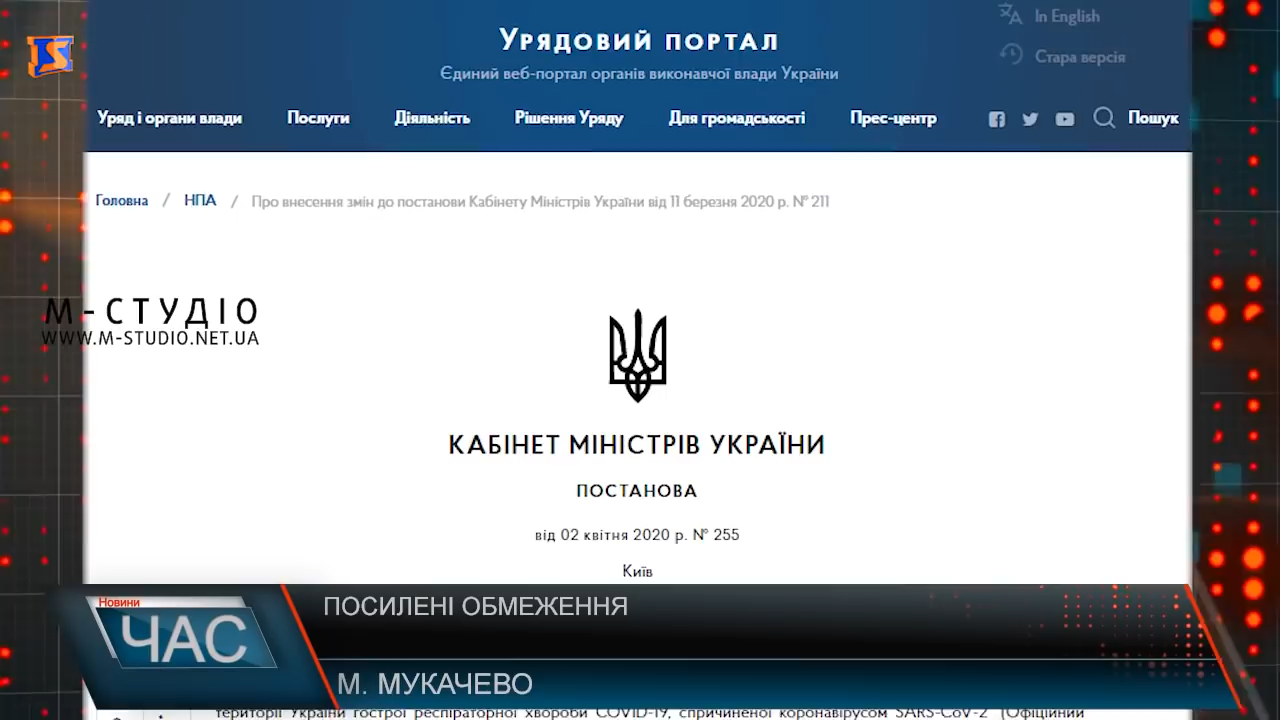 Урядовий портал
Єдиний веб-портал органів виконавчої влади України
In English
Стара версія
Уряд і органи влади Послуги Діяльність Рішення Уряду Для громадськості Прес-центр Пошук
Головна / НПА / Про внесення змін до постанови Кабінету Міністрів України від 11 березня 2020 р. № 211
М-СТУДІО
WWW.M-STUDIO.NET.UA
КАБІНЕТ МІНІСТРІВ УКРАЇНИ
ПОСТАНОВА
від 02 квітня 2020 р. № 255
Київ
Новини
ЧАС
ПОСИЛЕНІ ОБМЕЖЕННЯ
М. МУКАЧЕВО
території України гострої респіраторної хвороби COVID-19, спричиненої коронавірусом SARS-CoV-2" (Офіційний